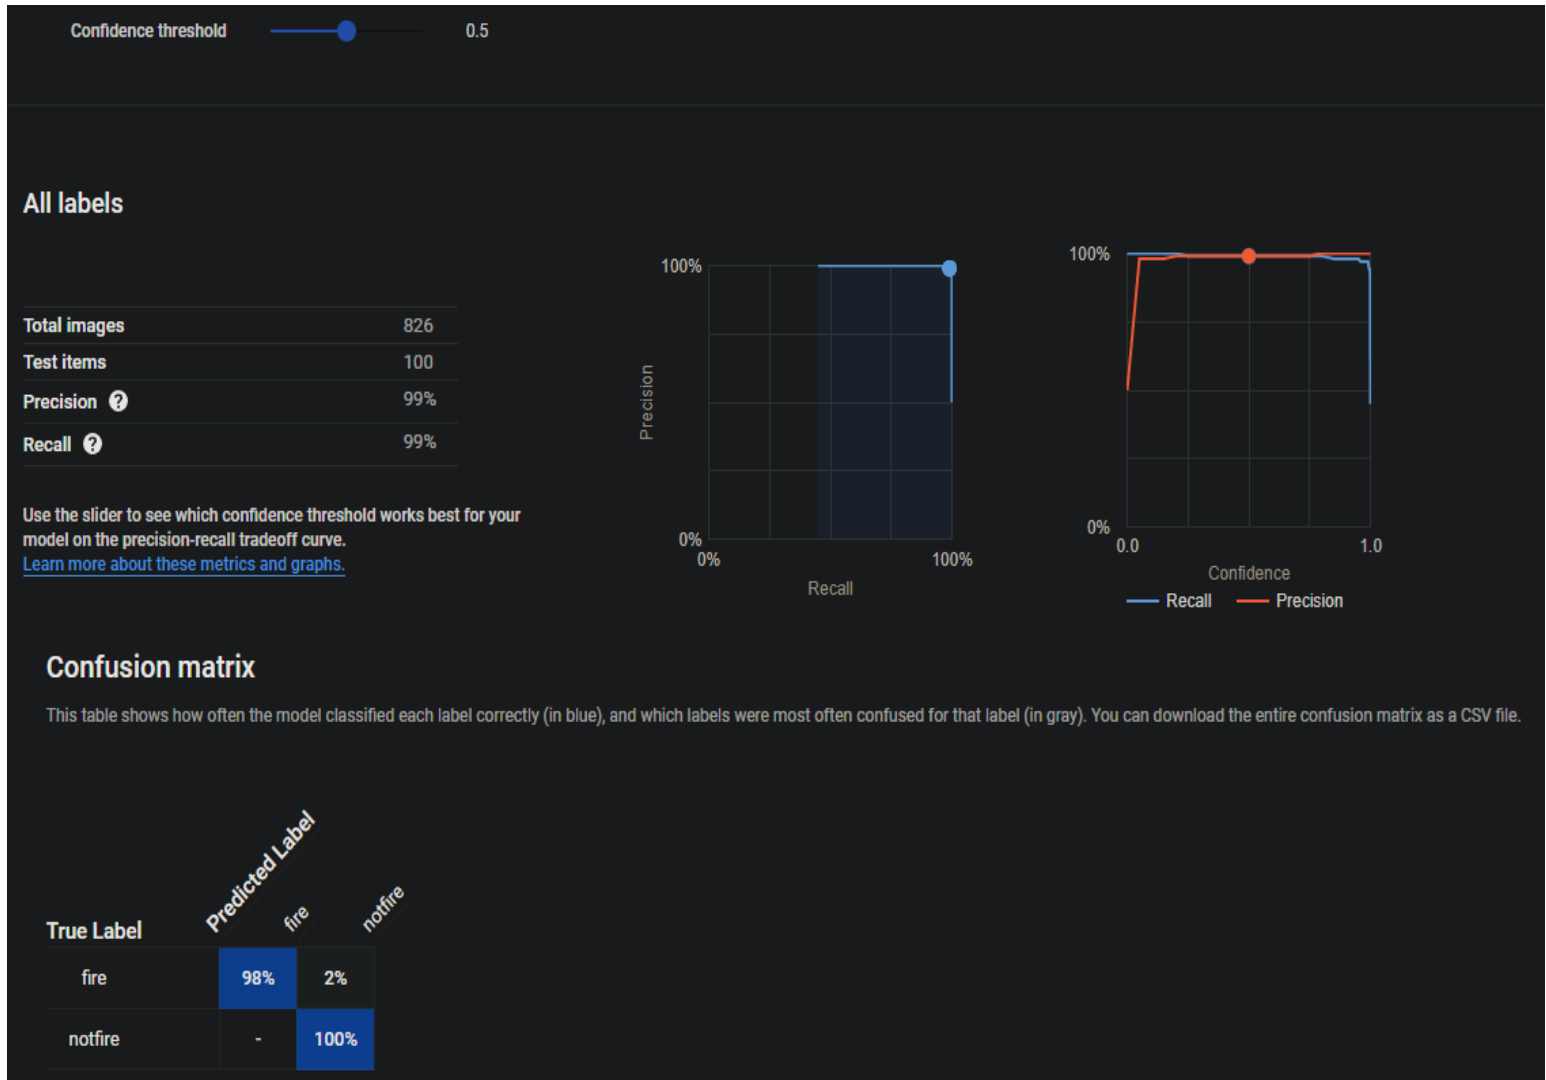 Confidence threshold 0.5
All labels
Total images 826
Test items 100
Precision ? 99%
Recall ? 99%
Use the slider to see which confidence threshold works best for your
model on the precision-recall tradeoff curve.
Learn more about these metrics and graphs.
100%
Precision
0%
0% 100%
Recall
100%
0%
0.0 1.0
Confidence
Recall Precision
Confusion matrix
This table shows how often the model classified each label correctly (in blue), and which labels were most often confused for that label (in gray). You can download the entire confusion matrix as a CSV file.
True Label Predicted Label fire notfire
fire 98% 2%
notfire - 100%